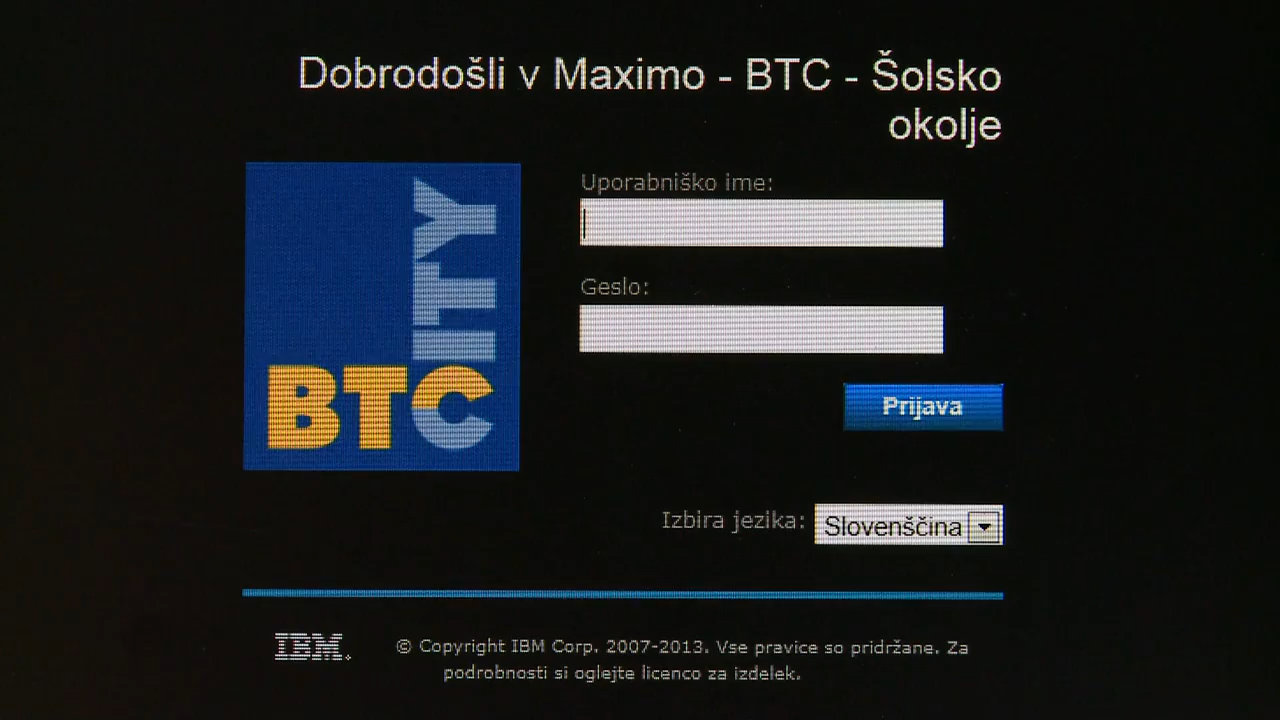 Dobrodošli v Maximo - BTC - Šolsko
okolje
BTC
ITY
Uporabniško ime:
Geslo:
Prijava
Izbira jezika: Slovenščina
IBM.
© Copyright IBM Corp. 2007-2013. Vse pravice so pridržane. Za
podrobnosti si oglejte licenco za izdelek.